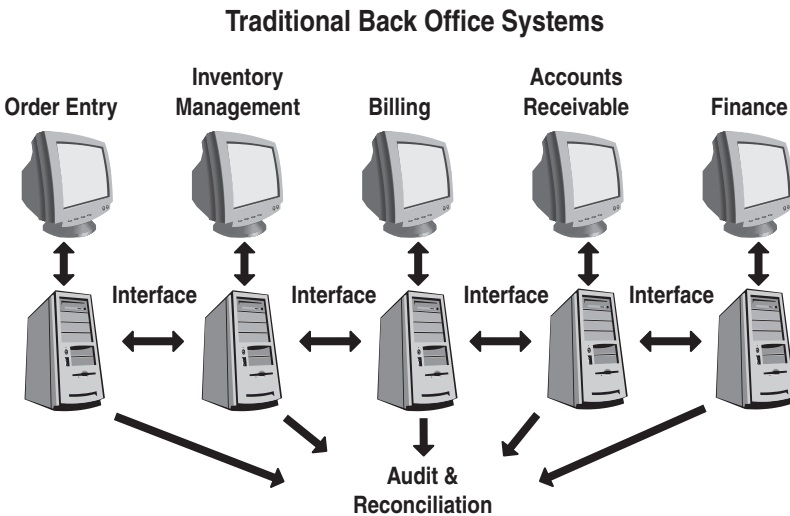 Traditional Back Office Systems
Order Entry
Inventory
Management
Billing
Accounts
Receivable
Finance
Interface
Interface
Interface
Interface
Audit &
Reconciliation